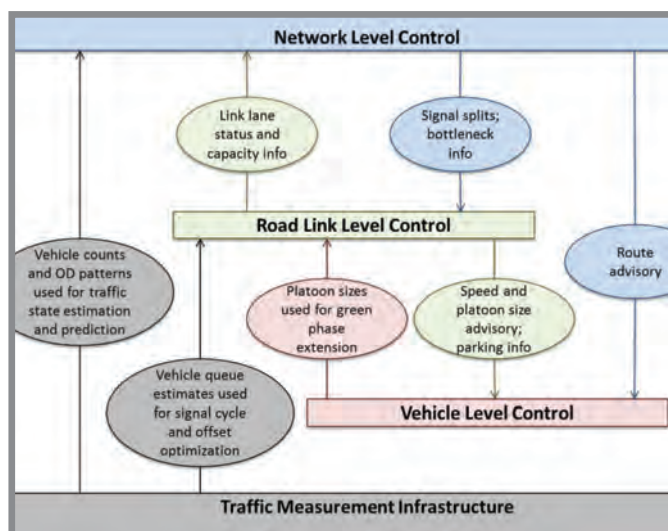 Network Level Control
Link lane
status and
capacity info
Signal splits;
bottleneck
info
Road Link Level Control
Vehicle counts
and OD patterns
used for traffic
state estimation
and prediction
Platoon sizes
used for green
phase
extension
Speed and
platoon size
advisory;
parking info
Route
advisory
Vehicle queue
estimates used
for signal cycle
and offset
optimization
Vehicle Level Control
Traffic Measurement Infrastructure